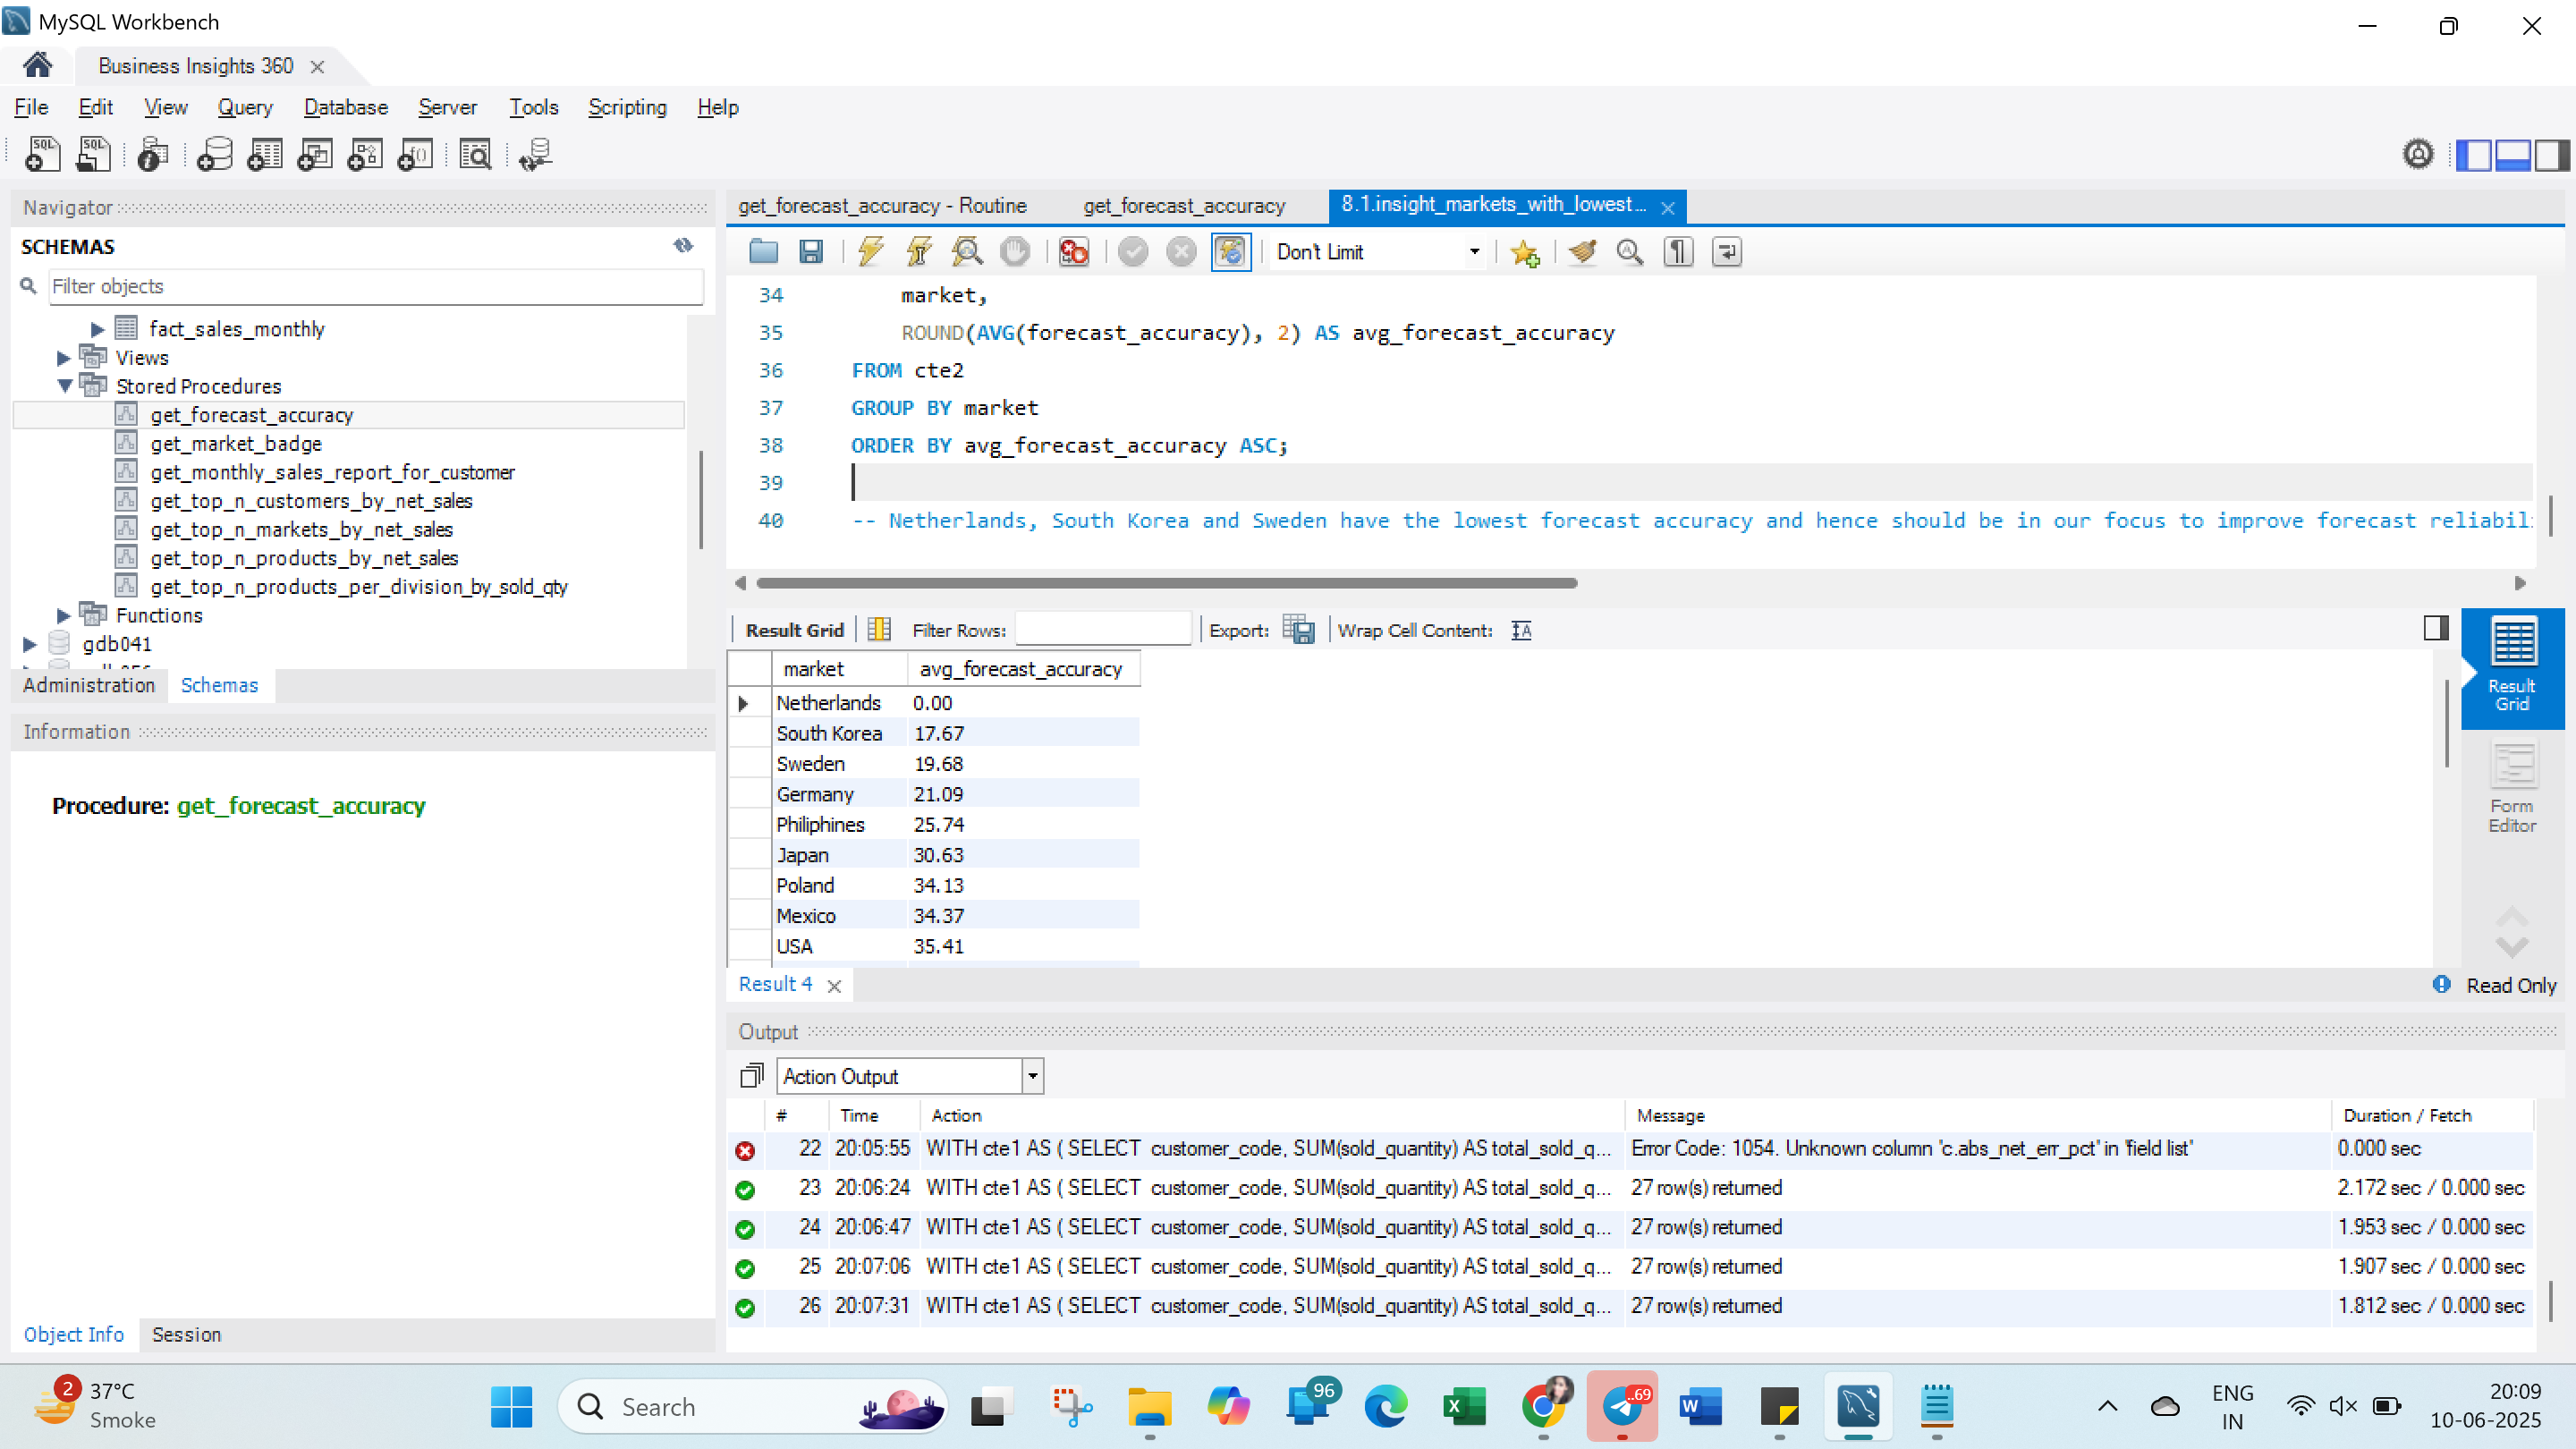 MySQL Workbench
Business Insights 360
File Edit View Query Database Server Tools Scripting Help
Navigator
SCHEMAS
Filter objects
fact_sales_monthly
Views
Stored Procedures
get_forecast_accuracy
get_market_badge
get_monthly_sales_report_for_customer
get_top_n_customers_by_net_sales
get_top_n_markets_by_net_sales
get_top_n_products_by_net_sales
get_top_n_products_per_division_by_sold_qty
Functions
gdb041
Administration Schemas
Information
Procedure: get_forecast_accuracy
Object Info Session
get_forecast_accuracy - Routine get_forecast_accuracy 8.1.insight_markets_with_lowest...
Don't Limit
34 market,
35 ROUND(AVG(forecast_accuracy), 2) AS avg_forecast_accuracy
36 FROM cte2
37 GROUP BY market
38 ORDER BY avg_forecast_accuracy ASC;
39
40 -- Netherlands, South Korea and Sweden have the lowest forecast accuracy and hence should be in our focus to improve forecast reliabil
Result Grid Filter Rows: Export: Wrap Cell Content:
market avg_forecast_accuracy
Netherlands 0.00
South Korea 17.67
Sweden 19.68
Germany 21.09
Philiphines 25.74
Japan 30.63
Poland 34.13
Mexico 34.37
USA 35.41
Result Grid
Form Editor
Result 4
Read Only
Output
Action Output
# Time Action Message Duration / Fetch
22 20:05:55 WITH cte1 AS ( SELECT customer_code, SUM(sold_quantity) AS total_sold_q... Error Code: 1054. Unknown column 'c.abs_net_err_pct' in 'field list' 0.000 sec
23 20:06:24 WITH cte1 AS ( SELECT customer_code, SUM(sold_quantity) AS total_sold_q... 27 row(s) returned 2.172 sec / 0.000 sec
24 20:06:47 WITH cte1 AS ( SELECT customer_code, SUM(sold_quantity) AS total_sold_q... 27 row(s) returned 1.953 sec / 0.000 sec
25 20:07:06 WITH cte1 AS ( SELECT customer_code, SUM(sold_quantity) AS total_sold_q... 27 row(s) returned 1.907 sec / 0.000 sec
26 20:07:31 WITH cte1 AS ( SELECT customer_code, SUM(sold_quantity) AS total_sold_q... 27 row(s) returned 1.812 sec / 0.000 sec
2
37°C
Smoke
Search
96
..69
ENG
IN
20:09
10-06-2025